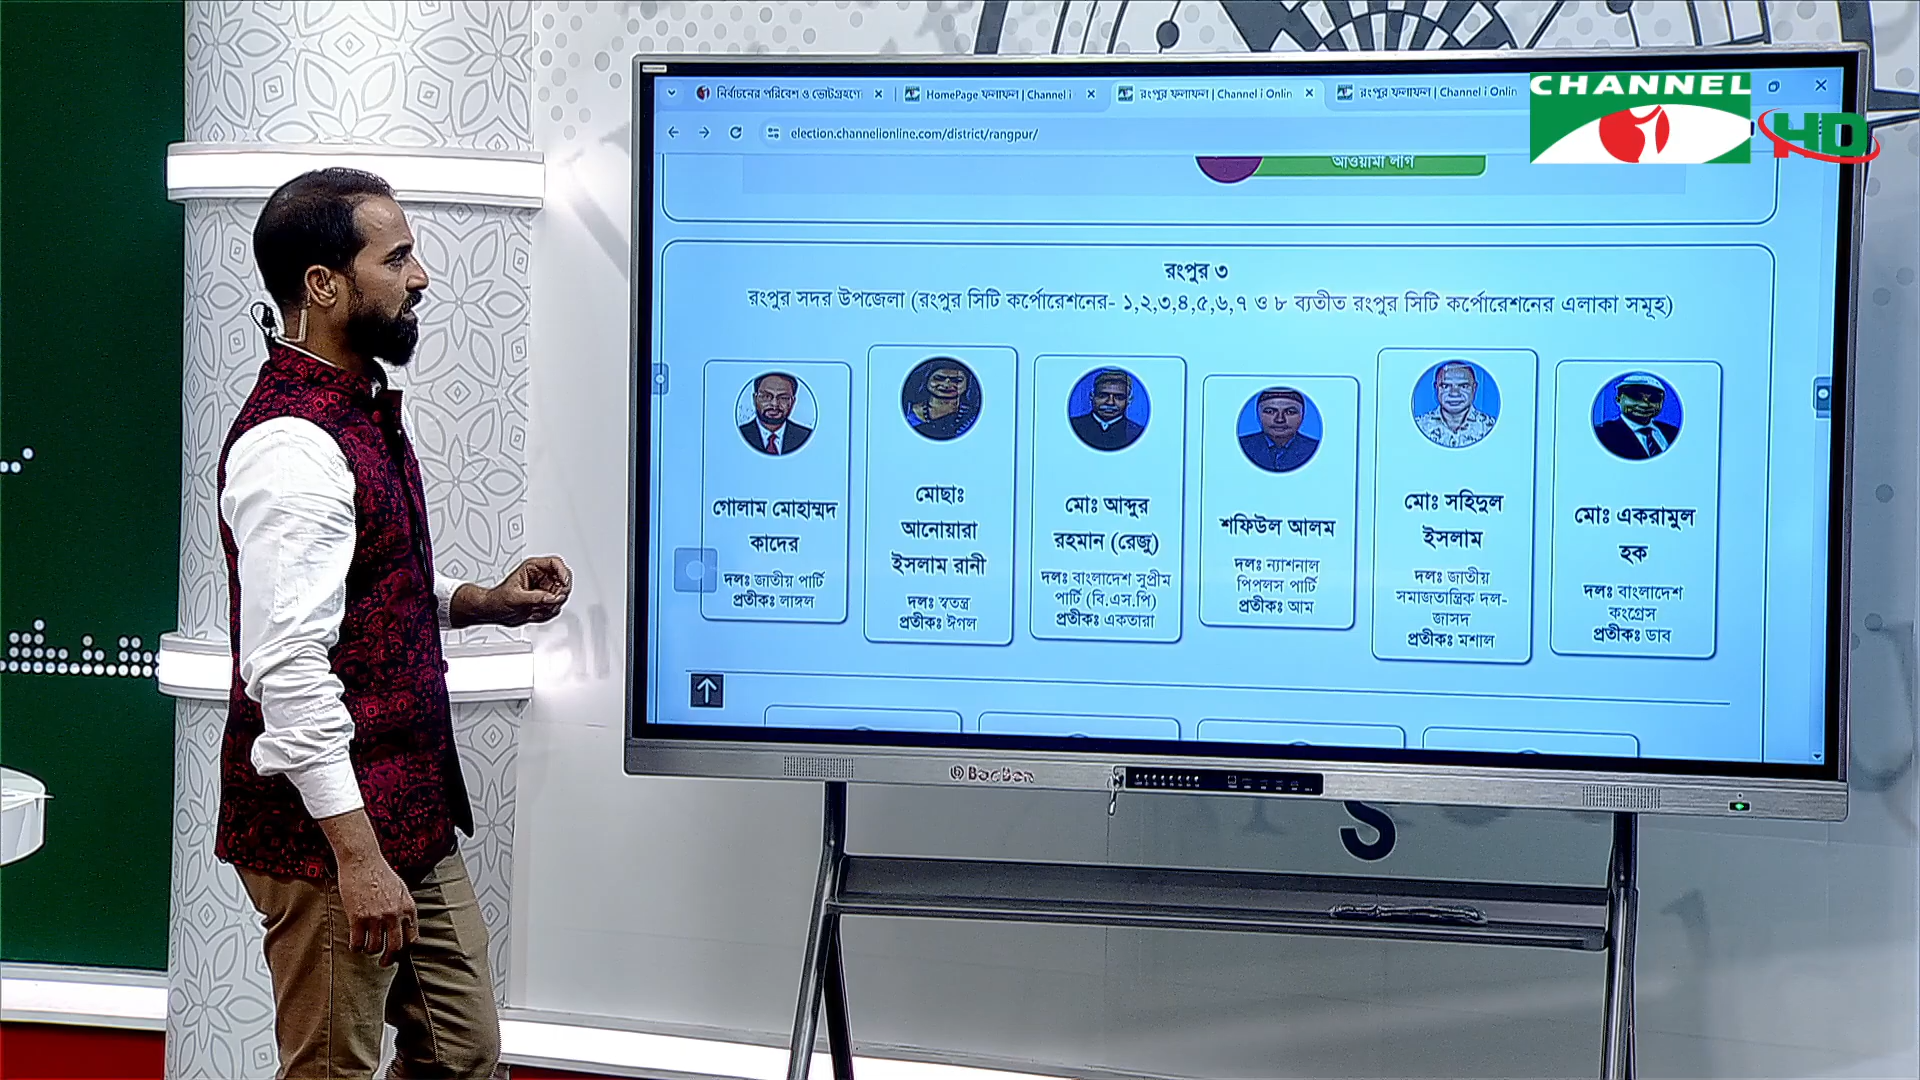 CHANNEL
HD
নির্বাচনের পরিবেশ ও ভোটগ্রহণে
HomePage ফলাফল | Channel i
রংপুর ফলাফল | Channel i Onlin
রংপুর ফলাফল | Channel i Onlin
election.channelionline.com/district/rangpur/
আওয়ামী লীগ
রংপুর ৩
রংপুর সদর উপজেলা (রংপুর সিটি কর্পোরেশনের- ১,২,৩,৪,৫,৬,৭ ও ৮ ব্যতীত রংপুর সিটি কর্পোরেশনের এলাকা সমূহ)
গোলাম মোহাম্মদ
কাদের
দলঃ জাতীয় পার্টি
প্রতীকঃ লাঙ্গল
মোছাঃ
আনোয়ারা
ইসলাম রানী
দলঃ স্বতন্ত্র
প্রতীকঃ ঈগল
মোঃ আব্দুর
রহমান (রেজু)
দলঃ বাংলাদেশ সুপ্রীম
পার্টি (বি.এস.পি)
প্রতীকঃ একতারা
শফিউল আলম
দলঃ ন্যাশনাল
পিপলস পার্টি
প্রতীকঃ আম
মোঃ সহিদুল
ইসলাম
দলঃ জাতীয়
সমাজতান্ত্রিক দল-
জাসদ
প্রতীকঃ মশাল
মোঃ একরামুল
হক
দলঃ বাংলাদেশ
কংগ্রেস
প্রতীকঃ ডাব
BacBon
S